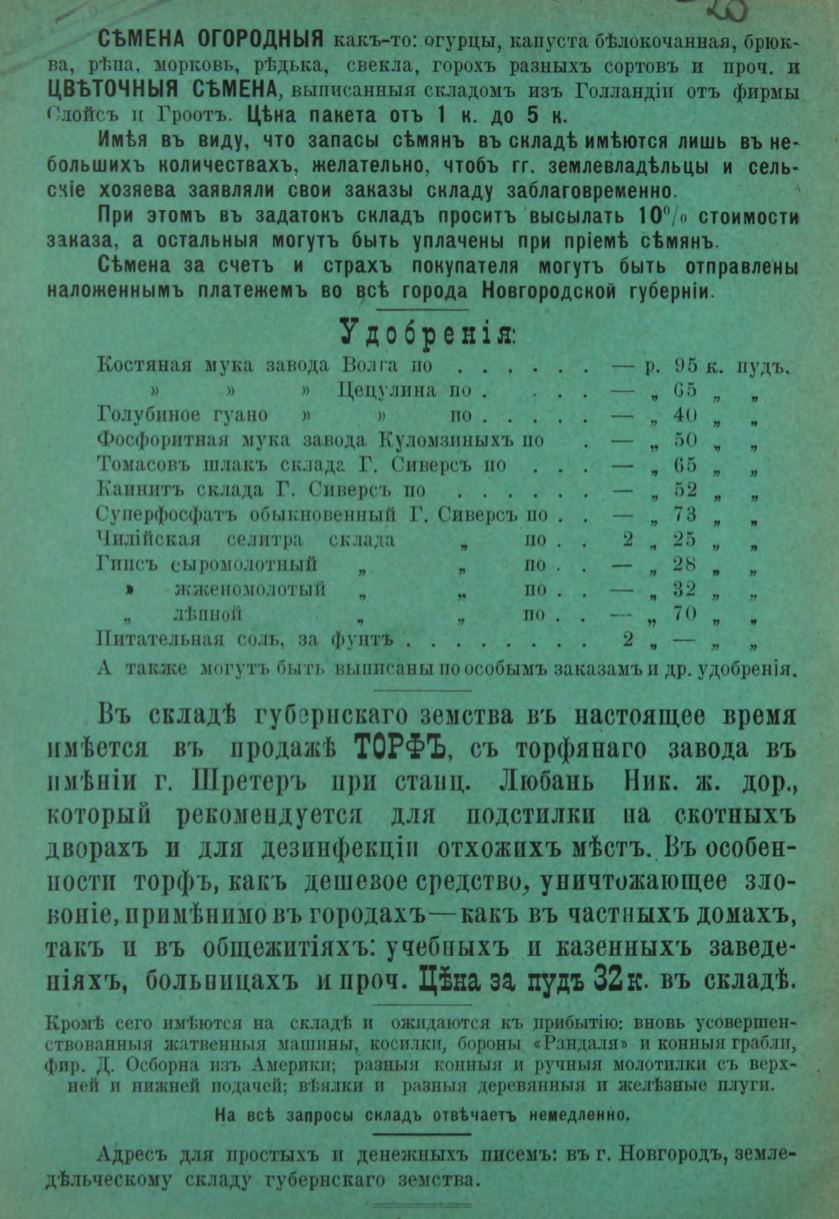 20
СѢМЕНА ОГОРОДНЫЯ какъ-то: огурцы, капуста бѣлокочанная, брюк-
ва, рѣпа, морковь, рѣдька, свекла, горохъ разныхъ сортовъ и проч. и
ЦВѢТОЧНЫЯ СѢМЕНА, выписанныя складомъ изъ Голландіи отъ фирмы
Слойсъ и Гроотъ. Цѣна пакета отъ 1 к. до 5 к.
Имѣя въ виду, что запасы сѣмянъ въ складѣ имѣются лишь въ не-
большихъ количествахъ, желательно, чтобъ гг. землевладѣльцы и сель-
скіе хозяева заявляли свои заказы складу заблаговременно.
При этомъ въ задатокъ складъ проситъ высылать 10% стоимости
заказа, а остальныя могутъ быть уплачены при пріемѣ сѣмянъ.
Сѣмена за счетъ и страхъ покупателя могутъ быть отправлены
наложеннымъ платежемъ во всѣ города Новгородской губерніи.
Удобренія:
Костяная мука завода Волга по . . . . . . — р. 95 к. пудъ.
» » » Цецулина по . . . . . — „ 65 „ „
Голубиное гуано » » по . . . . . — „ 40 „ „
Фосфоритная мука завода Куломзиныхъ по . — „ 50 „ „
Томасовъ шлакъ склада Г. Сиверсъ по . . . — „ 65 „ „
Каинитъ склада Г. Сиверсъ по . . . . . . — „ 52 „ „
Суперфосфатъ обыкновенный Г. Сиверсъ по . . — „ 73 „ „
Чилійская селитра склада „ по . . 2 „ 25 „ „
Гипсъ сыромолотный „ „ по . . — „ 28 „ „
» жженомолотый „ „ по . . — „ 32 „ „
„ лѣпной „ „ по . . — „ 70 „ „
Питательная соль, за фунтъ . . . . . . . . 2 „ — „ „
А также могутъ быть выписаны по особымъ заказамъ и др. удобренія.
Въ складѣ губернскаго земства въ настоящее время
имѣется въ продажѣ ТОРФЪ, съ торфянаго завода въ
имѣніи г. Шретеръ при станц. Любань Ник. ж. дор.,
который рекомендуется для подстилки на скотныхъ
дворахъ и для дезинфекціи отхожихъ мѣстъ. Въ особен-
ности торфъ, какъ дешевое средство, уничтожающее зло-
воніе, примѣнимо въ городахъ—какъ въ частныхъ домахъ,
такъ и въ общежитіяхъ: учебныхъ и казенныхъ заведе-
ніяхъ, больницахъ и проч. Цѣна за пудъ 32 к. въ складѣ.
Кромѣ сего имѣются на складѣ и ожидаются къ прибытію: вновь усовершен-
ствованныя жатвенныя машины, косилки, бороны «Рандаля» и конныя грабли,
фир. Д. Осборна изъ Америки; разныя конныя и ручныя молотилки съ верх-
ней и нижней подачей; вѣялки и разныя деревянныя и желѣзные плуги.
На всѣ запросы складъ отвѣчаетъ немедленно.
Адресъ для простыхъ и денежныхъ писемъ: въ г. Новгородъ, земле-
дѣльческому складу губернскаго земства.